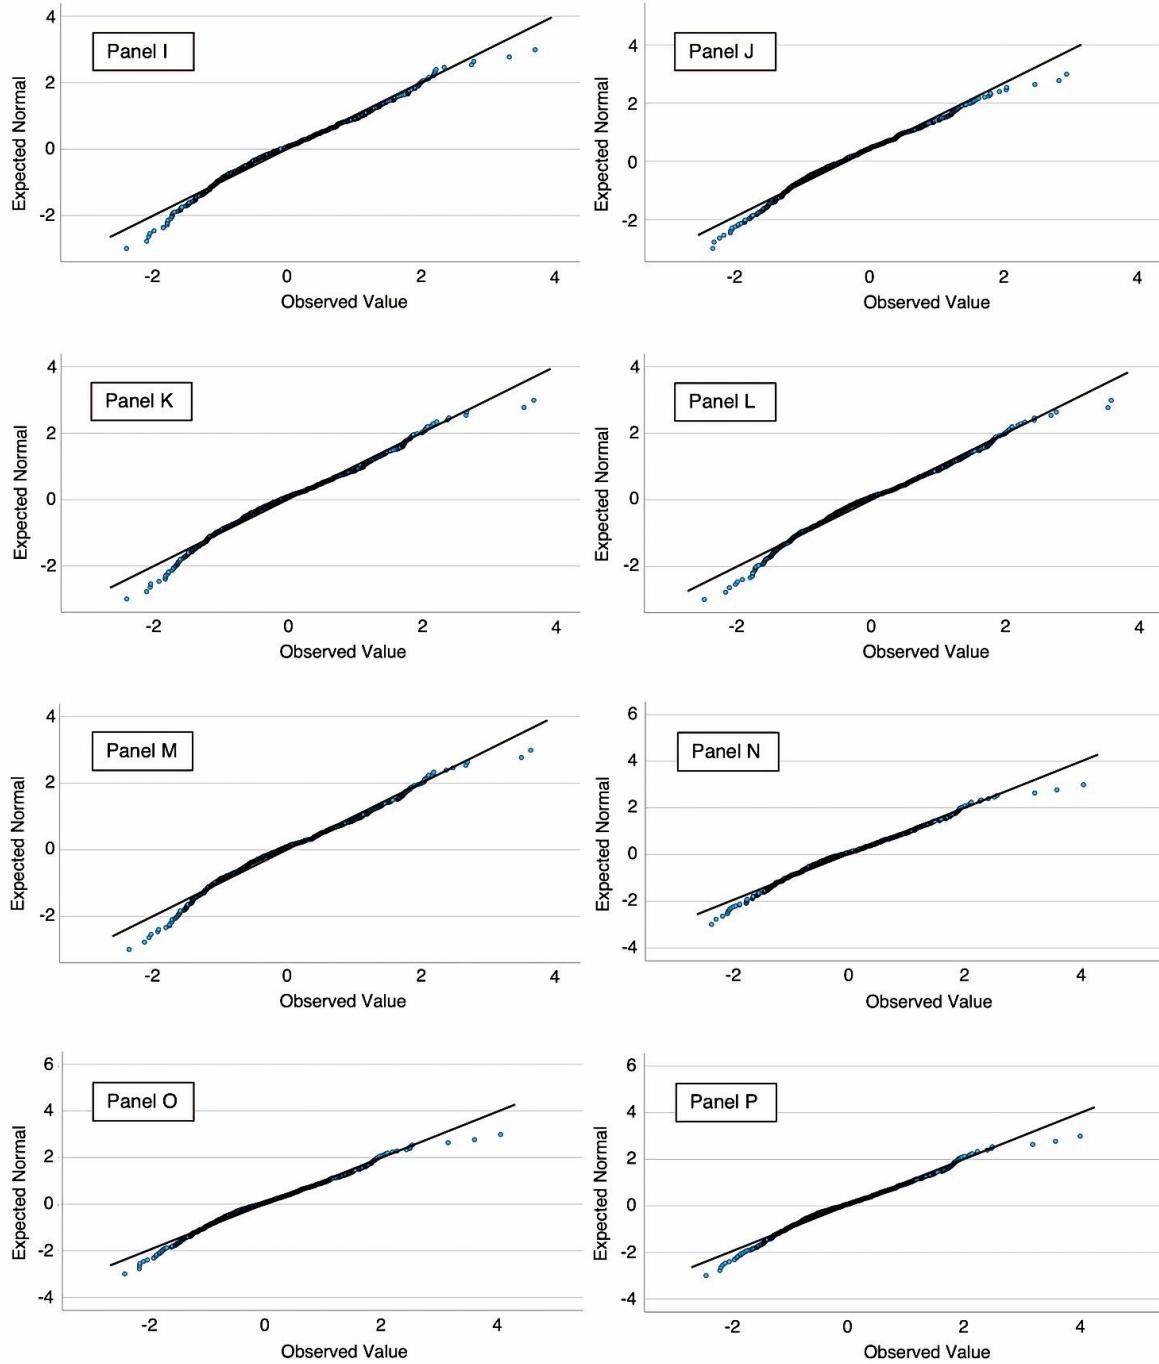 Panel I
4
2
0
-2
-2 0 2 4
Expected Normal
Observed Value
Panel J
4
2
0
-2
-2 0 2 4
Expected Normal
Observed Value
Panel K
4
2
0
-2
-2 0 2 4
Expected Normal
Observed Value
Panel L
4
2
0
-2
-2 0 2 4
Expected Normal
Observed Value
Panel M
4
2
0
-2
-2 0 2 4
Expected Normal
Observed Value
Panel N
6
4
2
0
-2
-4
-2 0 2 4
Expected Normal
Observed Value
Panel O
6
4
2
0
-2
-4
-2 0 2 4
Expected Normal
Observed Value
Panel P
6
4
2
0
-2
-4
-2 0 2 4
Expected Normal
Observed Value